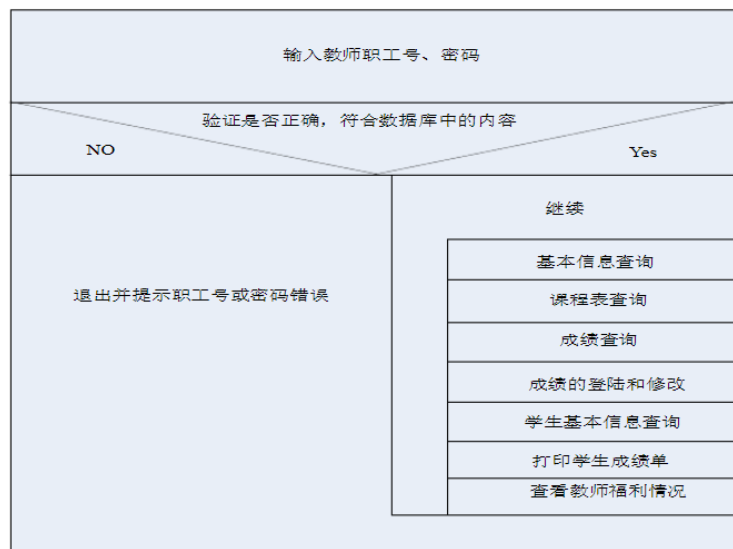 输入教师职工号、密码
验证是否正确，符合数据库中的内容
NO
Yes
继续
退出并提示职工号或密码错误
基本信息查询
课程表查询
成绩查询
成绩的登陆和修改
学生基本信息查询
打印学生成绩单
查看教师福利情况